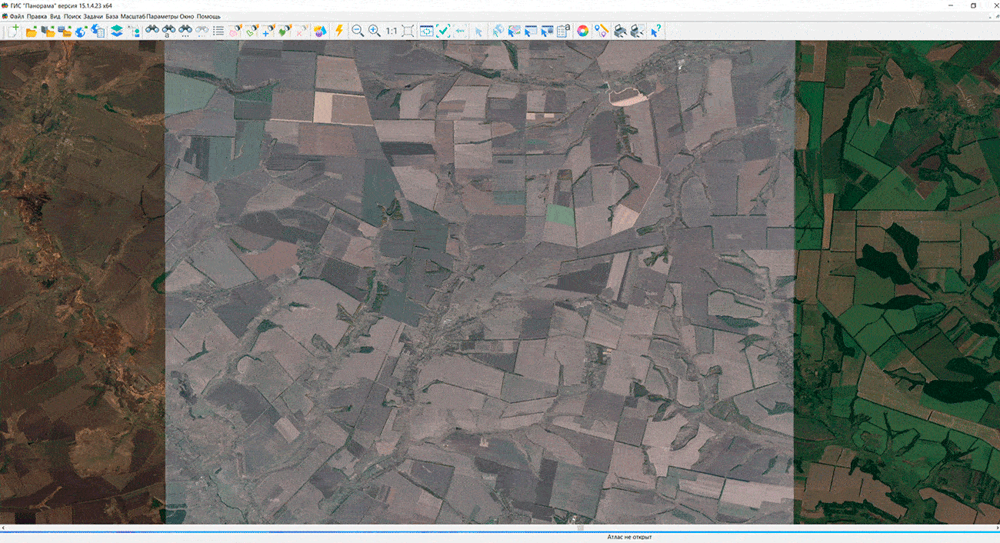 ГИС "Панорама" версия 15.1.4.23 x64
Файл Правка Вид Поиск Задачи База Масштаб Параметры Окно Помощь
1:1
Атлас не открыт